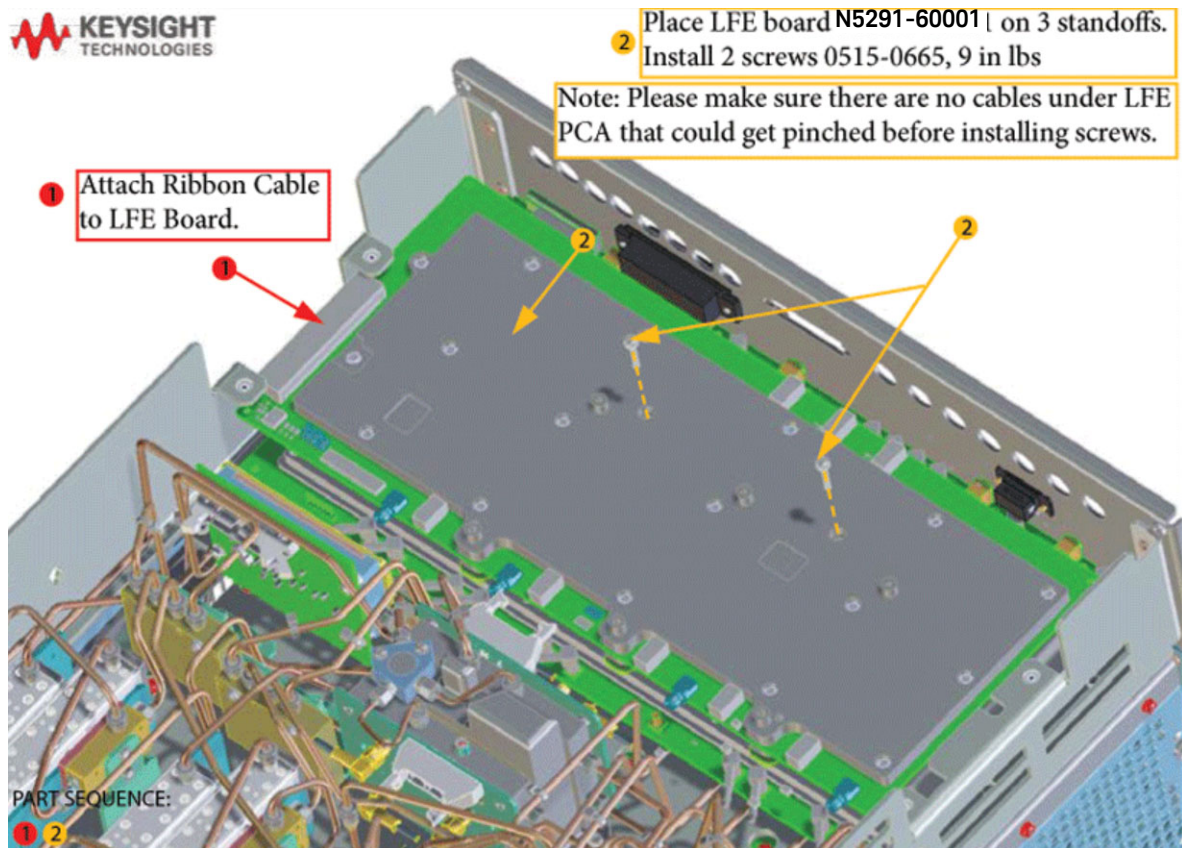 KEYSIGHT
TECHNOLOGIES
2
Place LFE board N5291-60001 on 3 standoffs.
Install 2 screws 0515-0665, 9 in lbs
Note: Please make sure there are no cables under LFE
PCA that could get pinched before installing screws.
1
Attach Ribbon Cable
to LFE Board.
2
2
1
PART SEQUENCE:
1 2